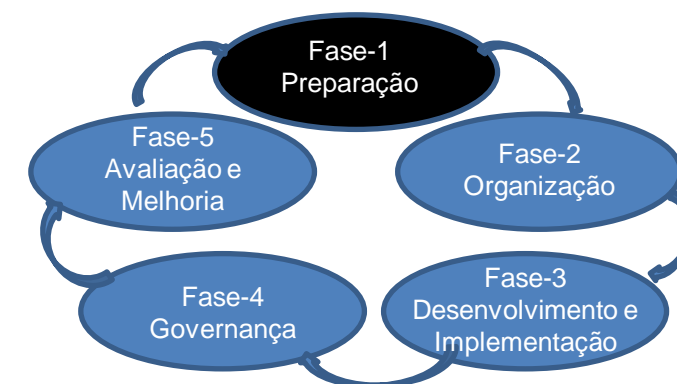 Fase-1
Preparação
Fase-2
Organização
Fase-3
Desenvolvimento e
Implementação
Fase-4
Governança
Fase-5
Avaliação e
Melhoria